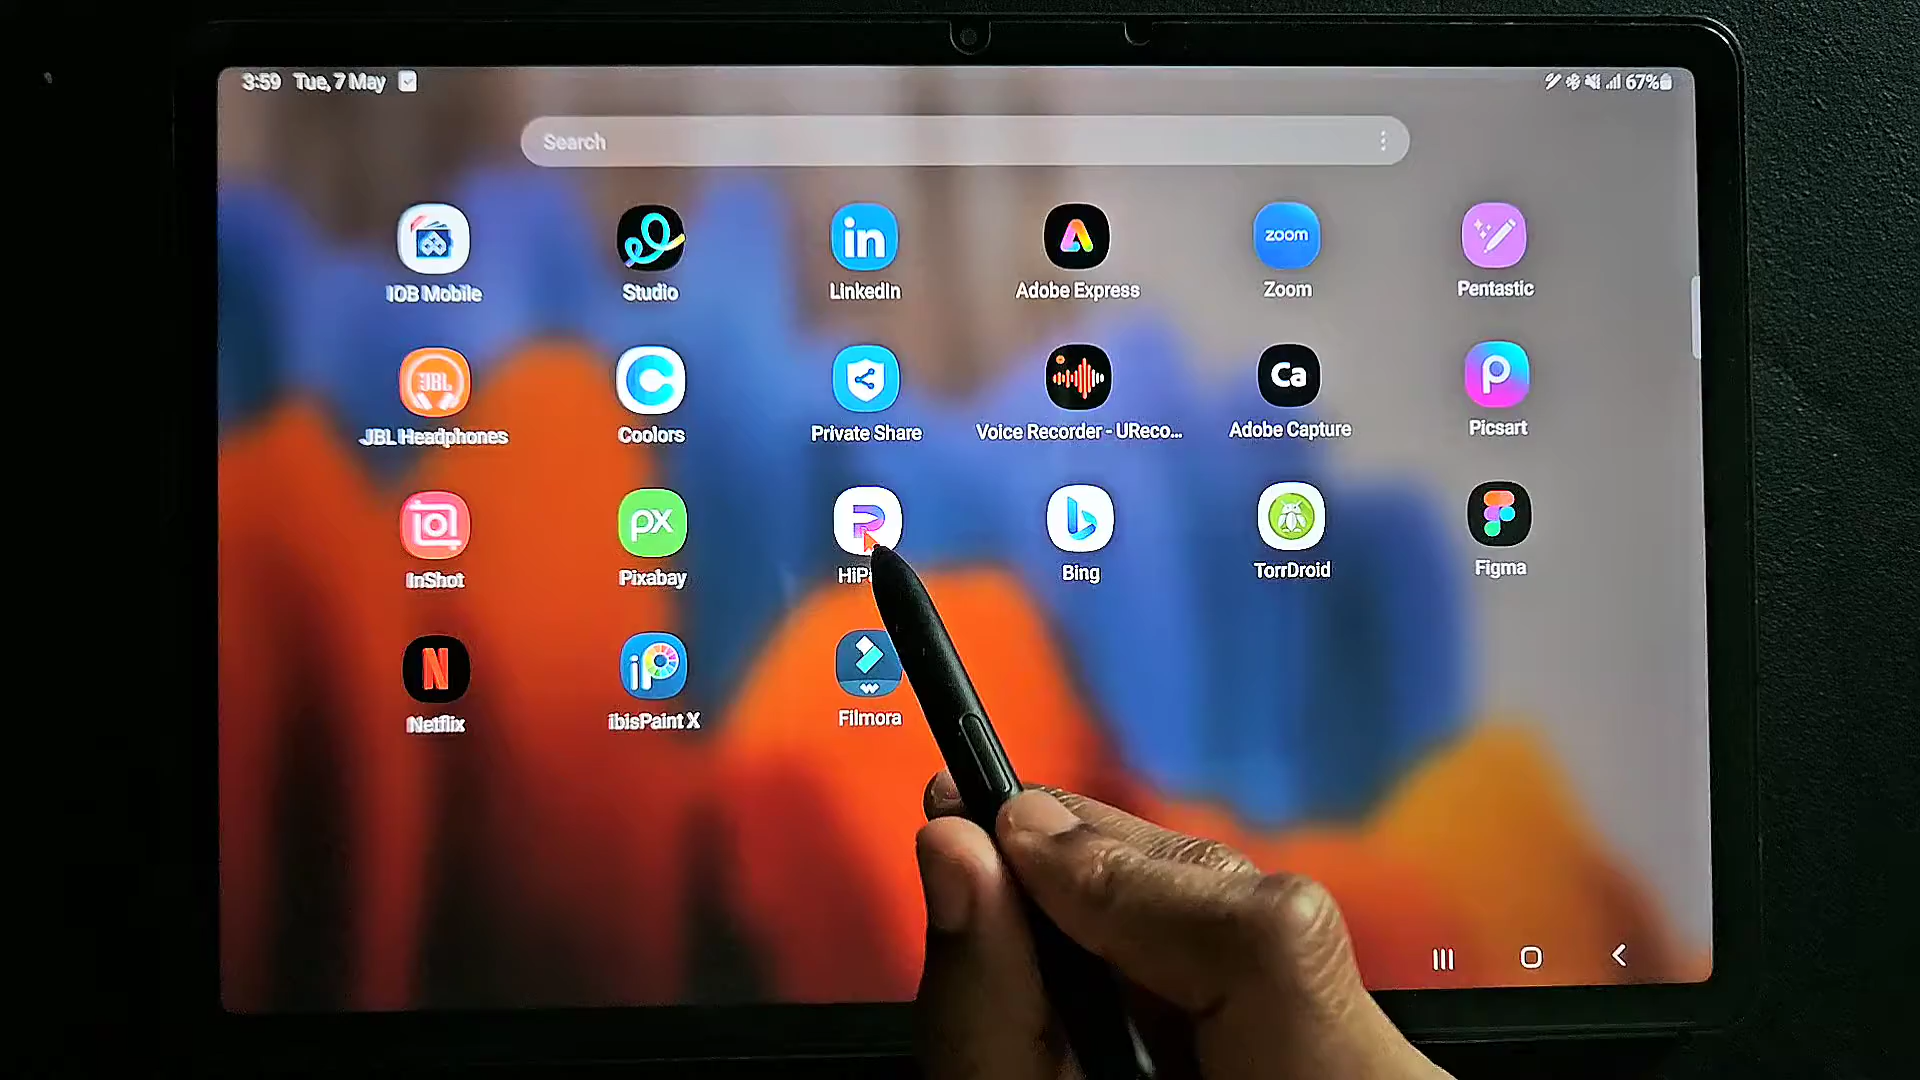 3:59 Tue, 7 May 67%
Search
zoom
IOB Mobile Studio LinkedIn Adobe Express Zoom Pentastic
JBL Ca
JBL Headphones Coolors Private Share Voice Recorder - UReco... Adobe Capture Picsart
px
InShot Pixabay Bing TorrDroid Figma
N iP
Netflix ibisPaint X Filmora